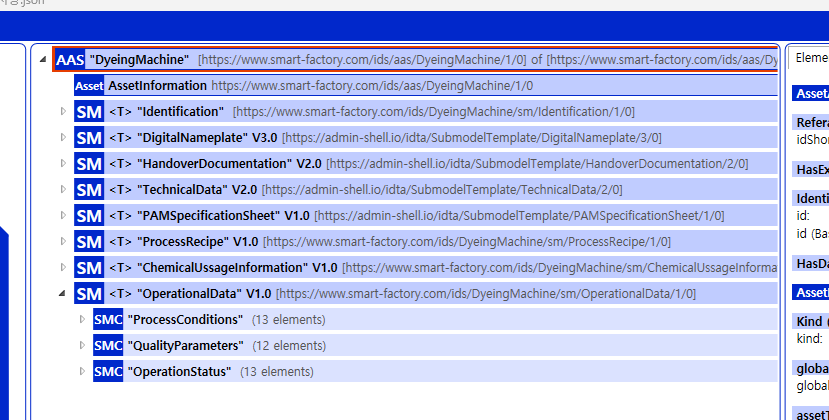 .json
AAS "DyeingMachine" [https://www.smart-factory.com/ids/aas/DyeingMachine/1/0] of [https://www.smart-factory.com/ids/aas/Dy
Asset AssetInformation https://www.smart-factory.com/ids/aas/DyeingMachine/1/0
SM <T> "Identification" [https://www.smart-factory.com/ids/DyeingMachine/sm/Identification/1/0]
SM <T> "DigitalNameplate" V3.0 [https://admin-shell.io/idta/SubmodelTemplate/DigitalNameplate/3/0]
SM <T> "HandoverDocumentation" V2.0 [https://admin-shell.io/idta/SubmodelTemplate/HandoverDocumentation/2/0]
SM <T> "TechnicalData" V2.0 [https://admin-shell.io/idta/SubmodelTemplate/TechnicalData/2/0]
SM <T> "PAMSpecificationSheet" V1.0 [https://admin-shell.io/idta/SubmodelTemplate/PAMSpecificationSheet/1/0]
SM <T> "ProcessRecipe" V1.0 [https://www.smart-factory.com/ids/DyeingMachine/sm/ProcessRecipe/1/0]
SM <T> "ChemicalUssageInformation" V1.0 [https://www.smart-factory.com/ids/DyeingMachine/sm/ChemicalUssageInforma
SM <T> "OperationalData" V1.0 [https://www.smart-factory.com/ids/DyeingMachine/sm/OperationalData/1/0]
SMC "ProcessConditions" (13 elements)
SMC "QualityParameters" (12 elements)
SMC "OperationStatus" (13 elements)
Eleme
AssetA
Refera
idSho
HasEx
Identi
id:
id (Ba
HasDa
AssetI
Kind (
kind:
globa
global
assetT